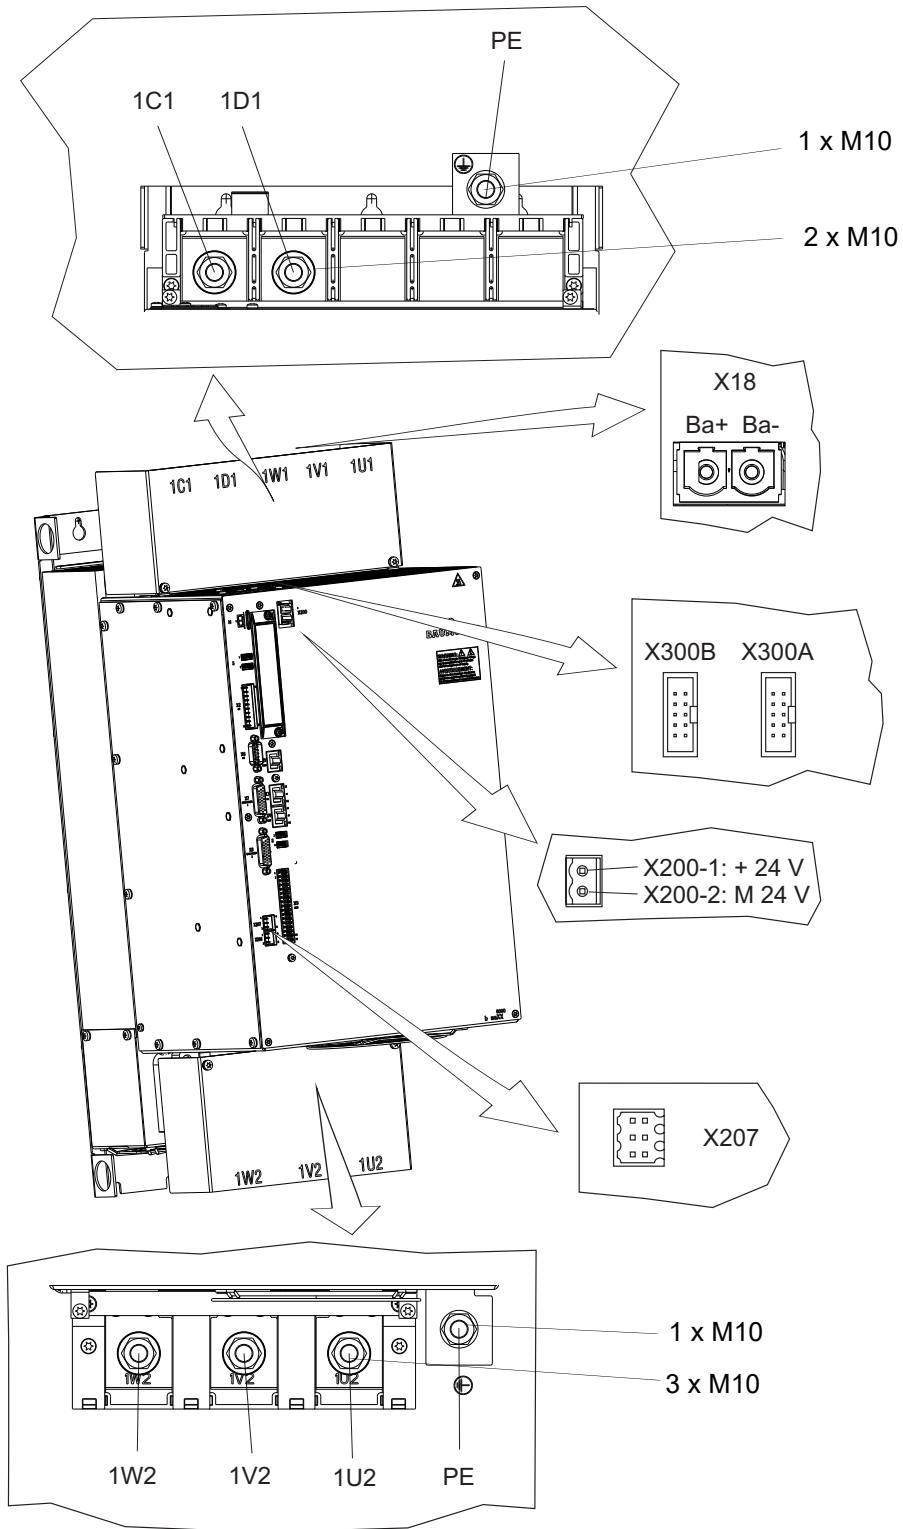 PE
1C1 1D1
1 x M10
2 x M10
X18
Ba+ Ba-
1C1 1D1 1W1 1V1 1U1
X300B X300A
X200-1: + 24 V
X200-2: M 24 V
X207
1W2 1V2 1U2
1 x M10
3 x M10
1W2 1V2 1U2
1W2 1V2 1U2 PE